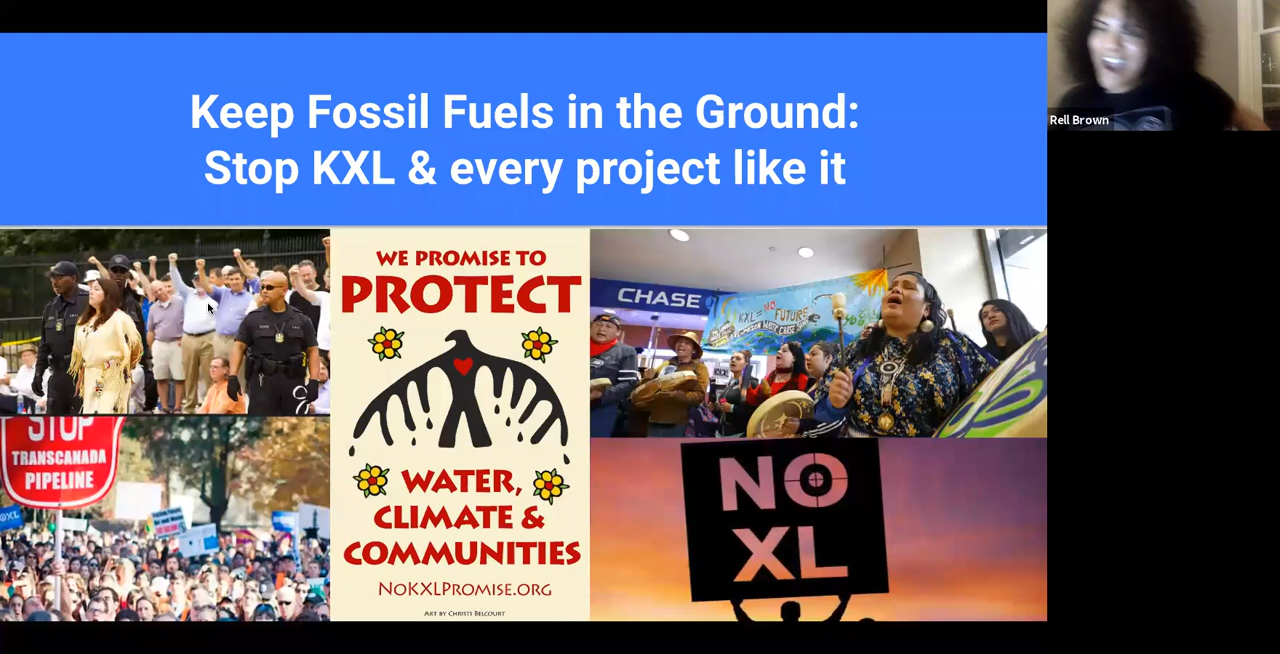 Keep Fossil Fuels in the Ground:
Stop KXL & every project like it
Rell Brown
STOP
TRANSCANADA
PIPELINE
WE PROMISE TO
PROTECT
WATER,
CLIMATE &
COMMUNITIES
NoKXLPromise.org
Art by Christi Belcourt
CHASE
KXL = NO
FUTURE
NO
XL